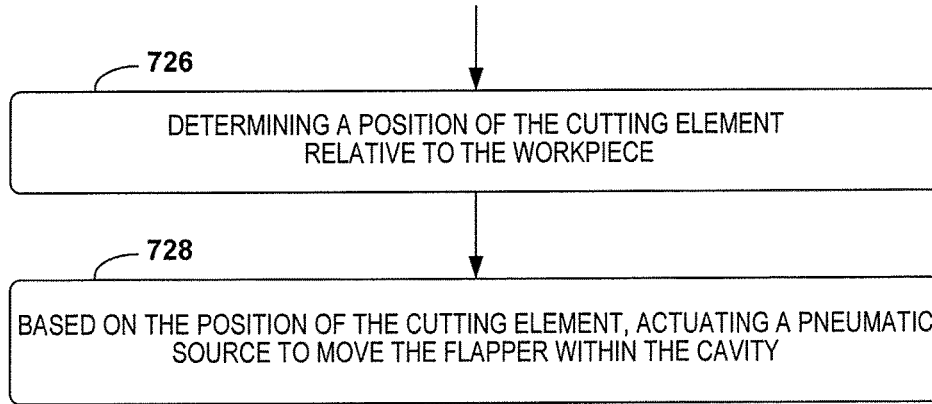 726
DETERMINING A POSITION OF THE CUTTING ELEMENT
RELATIVE TO THE WORKPIECE
728
BASED ON THE POSITION OF THE CUTTING ELEMENT, ACTUATING A PNEUMATIC
SOURCE TO MOVE THE FLAPPER WITHIN THE CAVITY